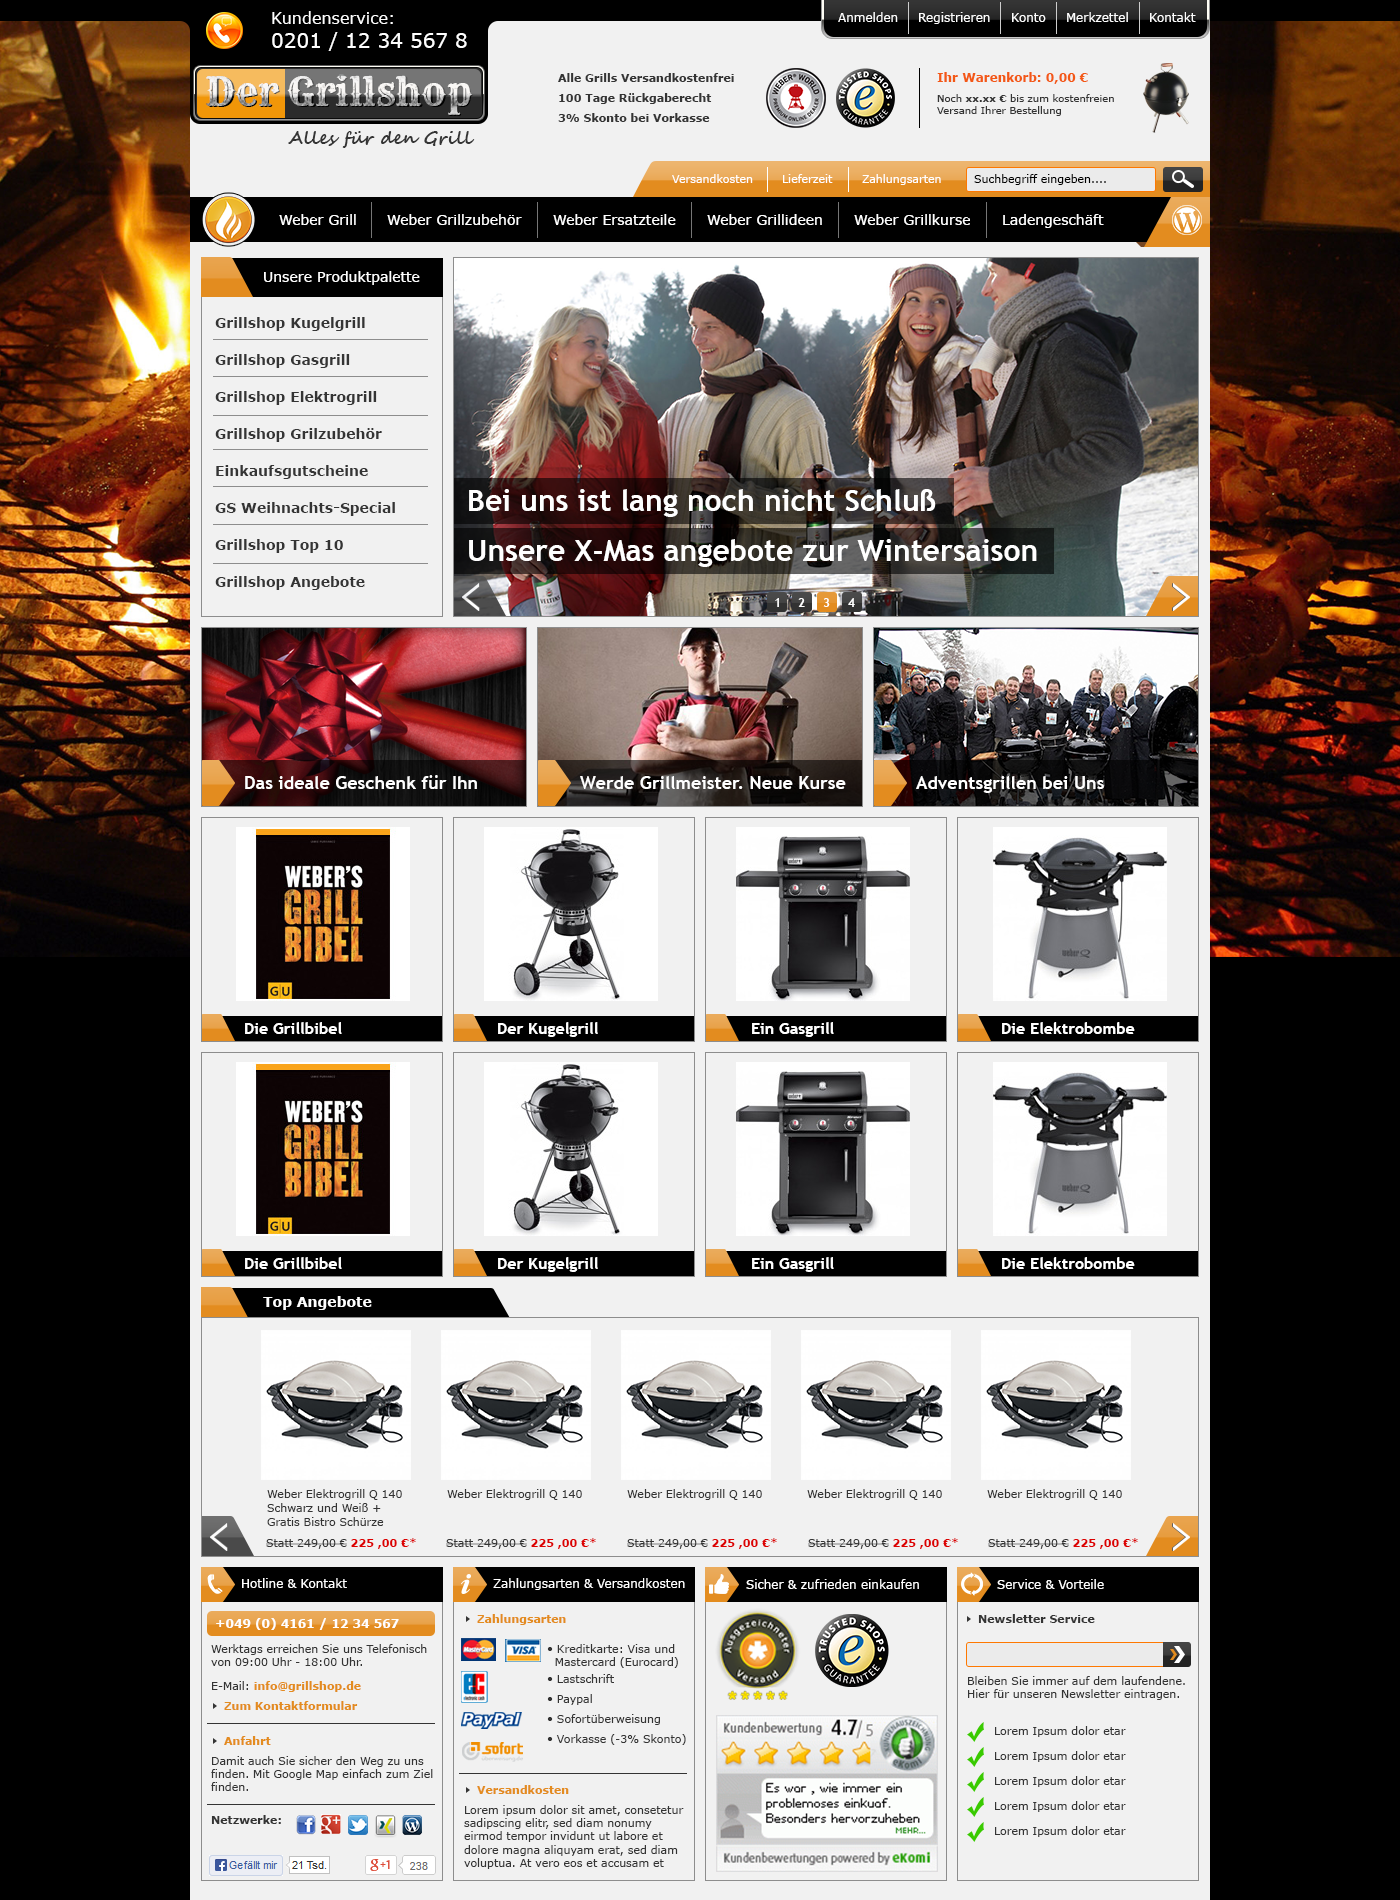 Kundenservice:
0201 / 12 34 567 8
Anmelden
Registrieren
Konto
Merkzettel
Kontakt
Der Grillshop
Alles für den Grill
Alle Grills Versandkostenfrei
100 Tage Rückgaberecht
3% Skonto bei Vorkasse
WEBER® WORLD
PREMIUM ONLINE DEALER
TRUSTED SHOPS
GUARANTEE
Ihr Warenkorb: 0,00 €
Noch xx.xx € bis zum kostenfreien
Versand Ihrer Bestellung
Versandkosten
Lieferzeit
Zahlungsarten
Suchbegriff eingeben....
Weber Grill
Weber Grillzubehör
Weber Ersatzteile
Weber Grillideen
Weber Grillkurse
Ladengeschäft
Unsere Produktpalette
Grillshop Kugelgrill
Grillshop Gasgrill
Grillshop Elektrogrill
Grillshop Grilzubehör
Einkaufsgutscheine
GS Weihnachts-Special
Grillshop Top 10
Grillshop Angebote
Bei uns ist lang noch nicht Schluß
Unsere X-Mas angebote zur Wintersaison
VELTINS
1 2 3 4
Das ideale Geschenk für Ihn
Werde Grillmeister. Neue Kurse
Adventsgrillen bei Uns
WEBER'S
GRILL
BIBEL
GU
Die Grillbibel
Der Kugelgrill
Ein Gasgrill
Die Elektrobombe
WEBER'S
GRILL
BIBEL
GU
Die Grillbibel
Der Kugelgrill
Ein Gasgrill
Die Elektrobombe
Top Angebote
Weber Elektrogrill Q 140
Schwarz und Weiß +
Gratis Bistro Schürze
Statt 249,00 € 225 ,00 €*
Weber Elektrogrill Q 140
Statt 249,00 € 225 ,00 €*
Weber Elektrogrill Q 140
Statt 249,00 € 225 ,00 €*
Weber Elektrogrill Q 140
Statt 249,00 € 225 ,00 €*
Weber Elektrogrill Q 140
Statt 249,00 € 225 ,00 €*
Hotline & Kontakt
+049 (0) 4161 / 12 34 567
Werktags erreichen Sie uns Telefonisch
von 09:00 Uhr - 18:00 Uhr.
E-Mail: info@grillshop.de
Zum Kontaktformular
Anfahrt
Damit auch Sie sicher den Weg zu uns
finden. Mit Google Map einfach zum Ziel
finden.
Netzwerke:
Gefällt mir
21 Tsd.
+1
238
Zahlungsarten & Versandkosten
Zahlungsarten
MasterCard
VISA
electronic cash
PayPal
sofort
• Kreditkarte: Visa und
Mastercard (Eurocard)
• Lastschrift
• Paypal
• Sofortüberweisung
• Vorkasse (-3% Skonto)
Versandkosten
Lorem ipsum dolor sit amet, consetetur
sadipscing elitr, sed diam nonumy
eirmod tempor invidunt ut labore et
dolore magna aliquyam erat, sed diam
voluptua. At vero eos et accusam et
Sicher & zufrieden einkaufen
Ausgezeichneter
Versand
TRUSTED SHOPS
GUARANTEE
Kundenbewertung 4.7/ 5
KUNDENAUSZEICHNUNG
eKomi
Es war , wie immer ein
problemoses einkuaf.
Besonders hervorzuheben
MEHR...
Kundenbewertungen powered by eKomi
Service & Vorteile
Newsletter Service
Bleiben Sie immer auf dem laufendene.
Hier für unseren Newsletter eintragen.
Lorem Ipsum dolor etar
Lorem Ipsum dolor etar
Lorem Ipsum dolor etar
Lorem Ipsum dolor etar
Lorem Ipsum dolor etar